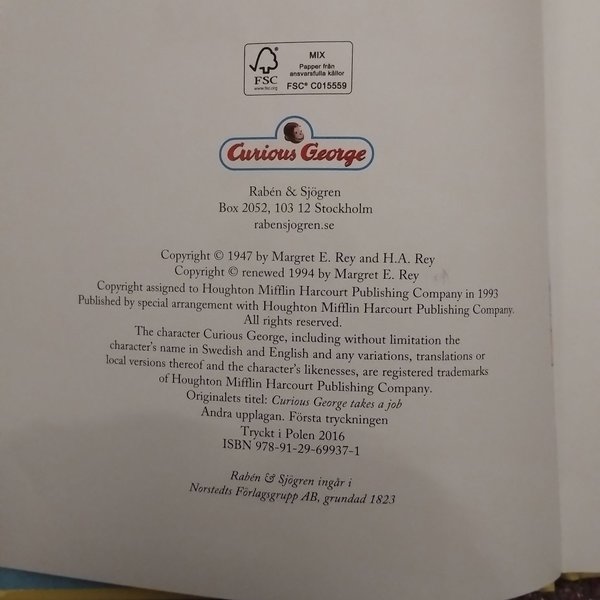 FSC
www.fsc.org
MIX
Papper från
ansvarsfulla källor
FSC® C015559
Curious George
Rabén & Sjögren
Box 2052, 103 12 Stockholm
rabensjogren.se
Copyright © 1947 by Margret E. Rey and H.A. Rey
Copyright © renewed 1994 by Margret E. Rey
Copyright assigned to Houghton Mifflin Harcourt Publishing Company in 1993
Published by special arrangement with Houghton Mifflin Harcourt Publishing Company.
All rights reserved.
The character Curious George, including without limitation the
character's name in Swedish and English and any variations, translations or
local versions thereof and the character's likenesses, are registered trademarks
of Houghton Mifflin Harcourt Publishing Company.
Originalets titel: Curious George takes a job
Andra upplagan. Första tryckningen
Tryckt i Polen 2016
ISBN 978-91-29-69937-1
Rabén & Sjögren ingår i
Norstedts Förlagsgrupp AB, grundad 1823